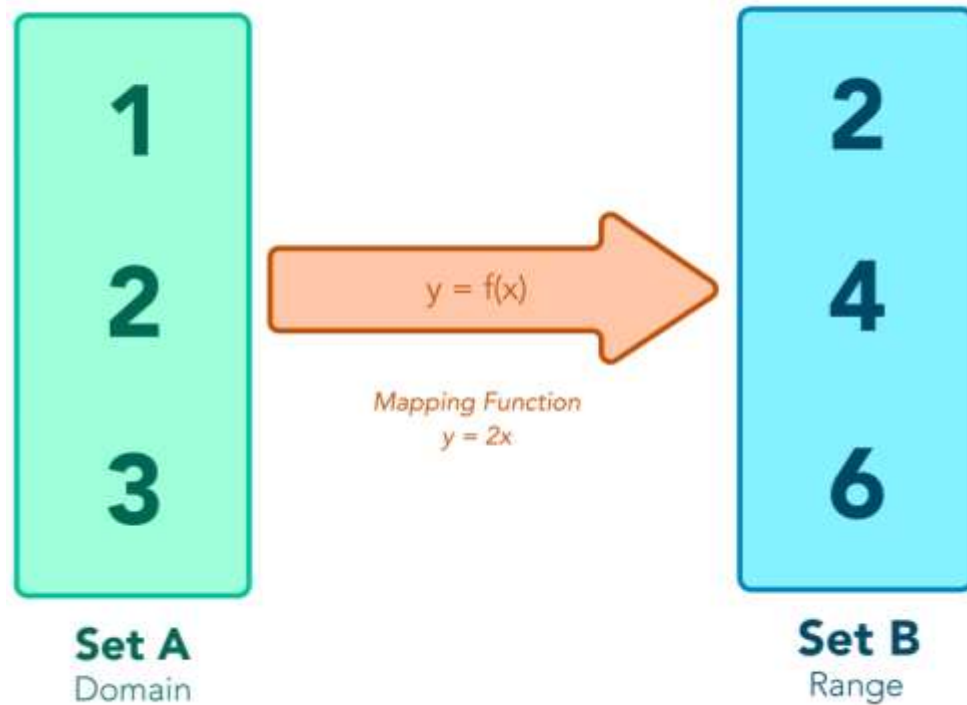 1
2
3
Set A
Domain
y = f(x)
Mapping Function
y = 2x
2
4
6
Set B
Range